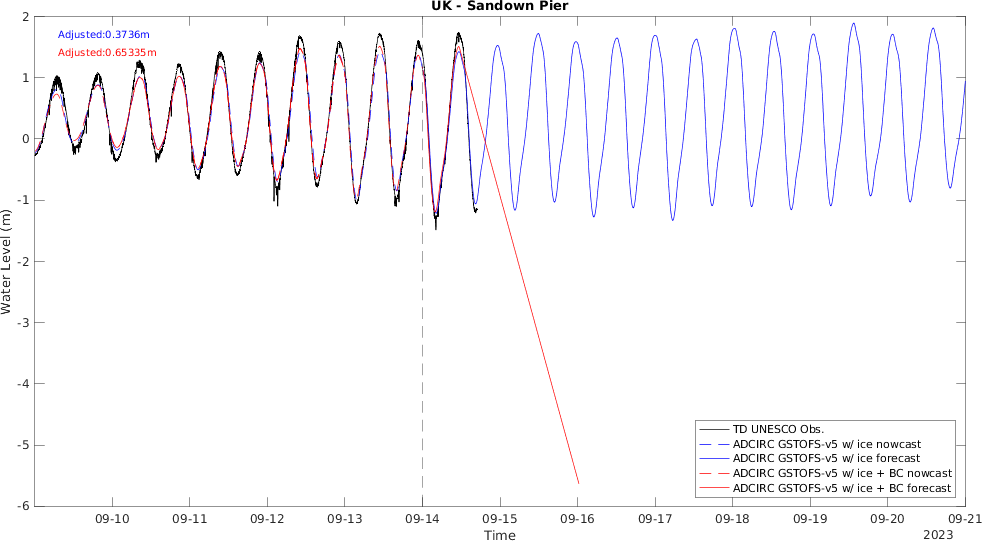 UK - Sandown Pier
Adjusted:0.3736m
Adjusted:0.65335m
2
1
0
-1
-2
-3
-4
-5
-6
Water Level (m)
TD UNESCO Obs.
ADCIRC GSTOFS-v5 w/ ice nowcast
ADCIRC GSTOFS-v5 w/ ice forecast
ADCIRC GSTOFS-v5 w/ ice + BC nowcast
ADCIRC GSTOFS-v5 w/ ice + BC forecast
09-10 09-11 09-12 09-13 09-14 09-15 09-16 09-17 09-18 09-19 09-20 09-21
Time
2023